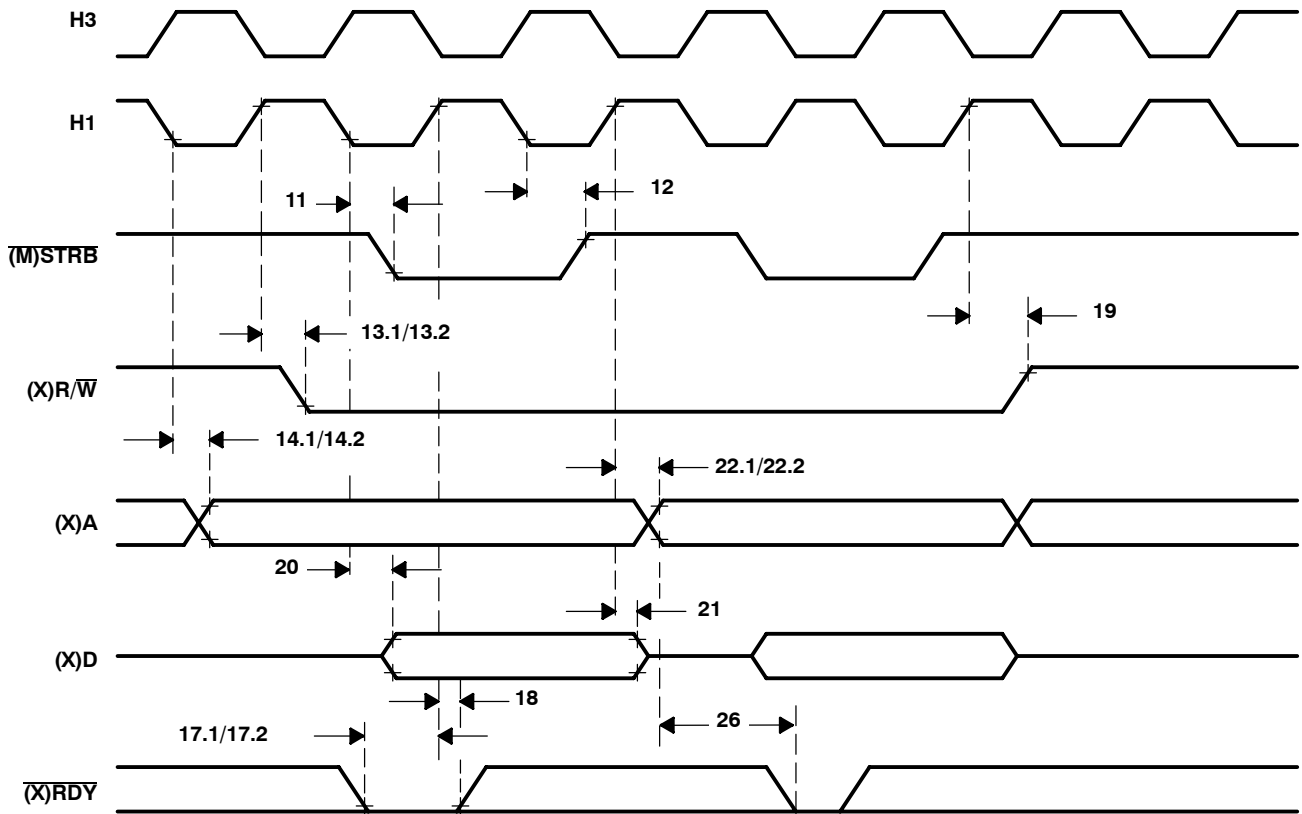 H3
H1
11
12
(M)STRB
13.1/13.2
19
(X)R/W
14.1/14.2
22.1/22.2
(X)A
20
21
(X)D
18
26
17.1/17.2
(X)RDY